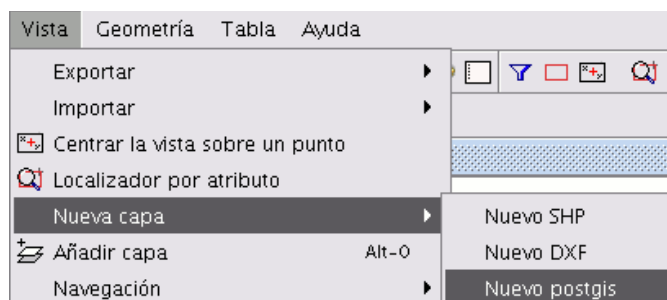 Vista Geometría Tabla Ayuda
Exportar
Importar
Centrar la vista sobre un punto
Localizador por atributo
Nueva capa
Nuevo SHP
Añadir capa Alt-O
Nuevo DXF
Navegación
Nuevo postgis